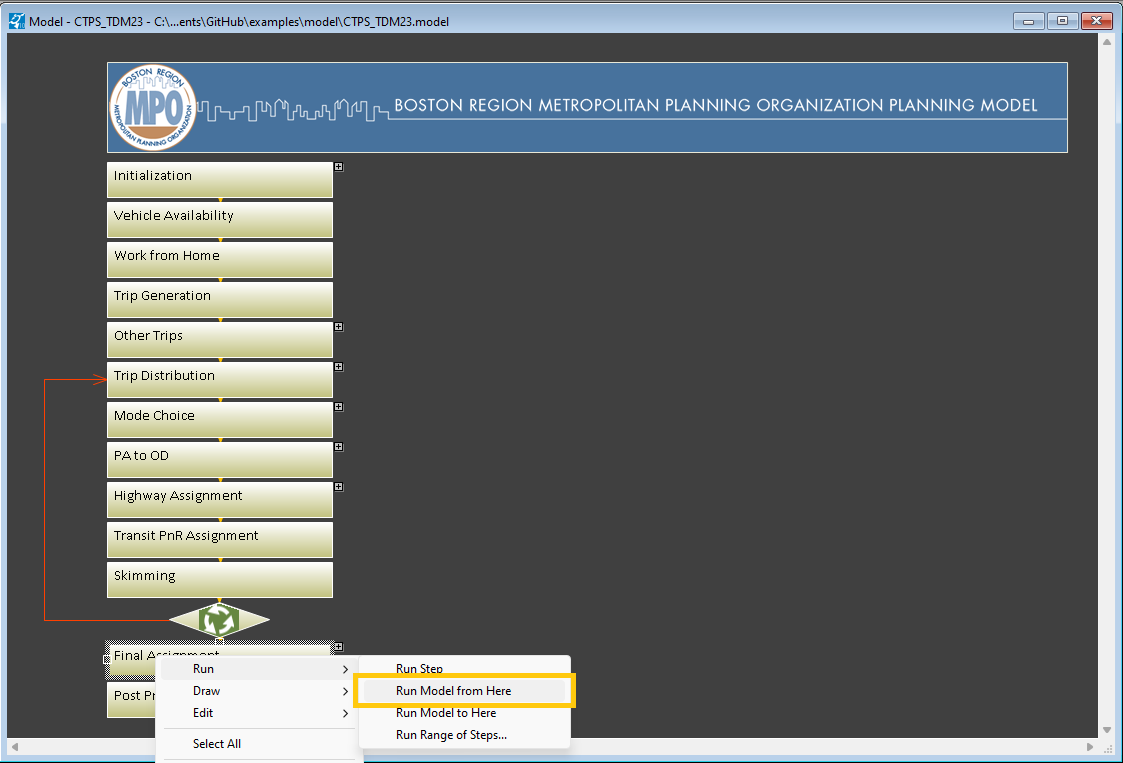 Model - CTPS_TDM23 - C:\...ents\GitHub\examples\model\CTPS_TDM23.model
BOSTON REGION
MPO
METROPOLITAN PLANNING ORGANIZATION
BOSTON REGION METROPOLITAN PLANNING ORGANIZATION PLANNING MODEL
Initialization
Vehicle Availability
Work from Home
Trip Generation
Other Trips
Trip Distribution
Mode Choice
PA to OD
Highway Assignment
Transit PnR Assignment
Skimming
Final Assignment
Post Pr
Run
Draw
Edit
Select All
Run Step
Run Model from Here
Run Model to Here
Run Range of Steps...